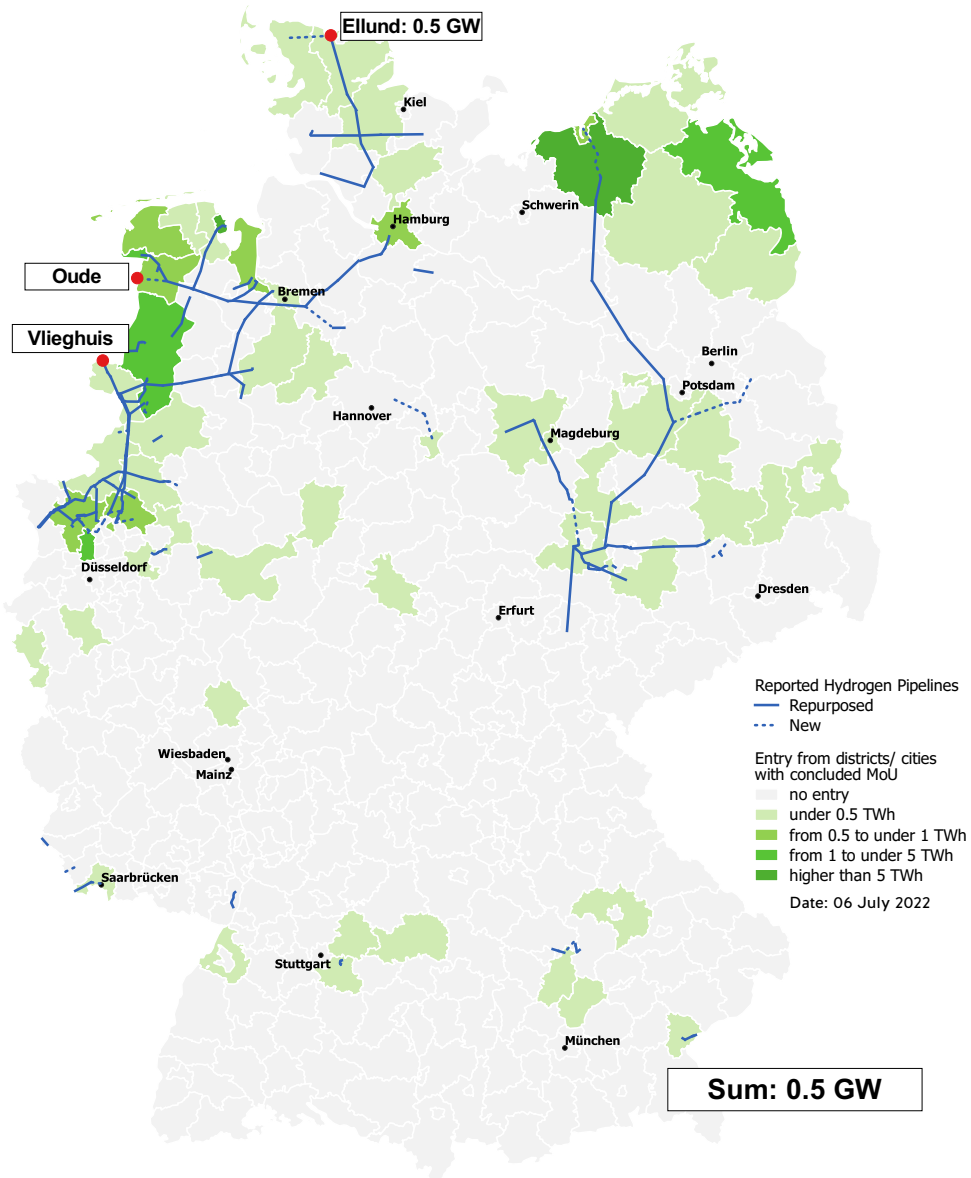 Ellund: 0.5 GW
Kiel
Schwerin
Hamburg
Oude
Bremen
Vlieghuis
Berlin
Potsdam
Hannover
Magdeburg
Düsseldorf
Dresden
Erfurt
Reported Hydrogen Pipelines
Repurposed
New
Entry from districts/ cities
with concluded MoU
no entry
under 0.5 TWh
from 0.5 to under 1 TWh
from 1 to under 5 TWh
higher than 5 TWh
Date: 06 July 2022
Wiesbaden
Mainz
Saarbrücken
Stuttgart
München
Sum: 0.5 GW